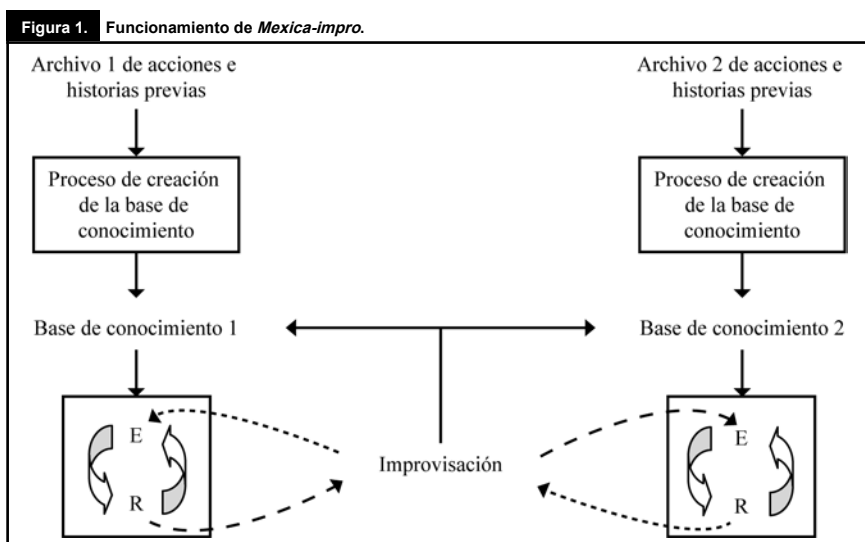 Figura 1. Funcionamiento de Mexica-impro.
Archivo 1 de acciones e
historias previas
Archivo 2 de acciones e
historias previas
Proceso de creación
de la base de
conocimiento
Proceso de creación
de la base de
conocimiento
Base de conocimiento 1
Base de conocimiento 2
E
R
Improvisación
E
R